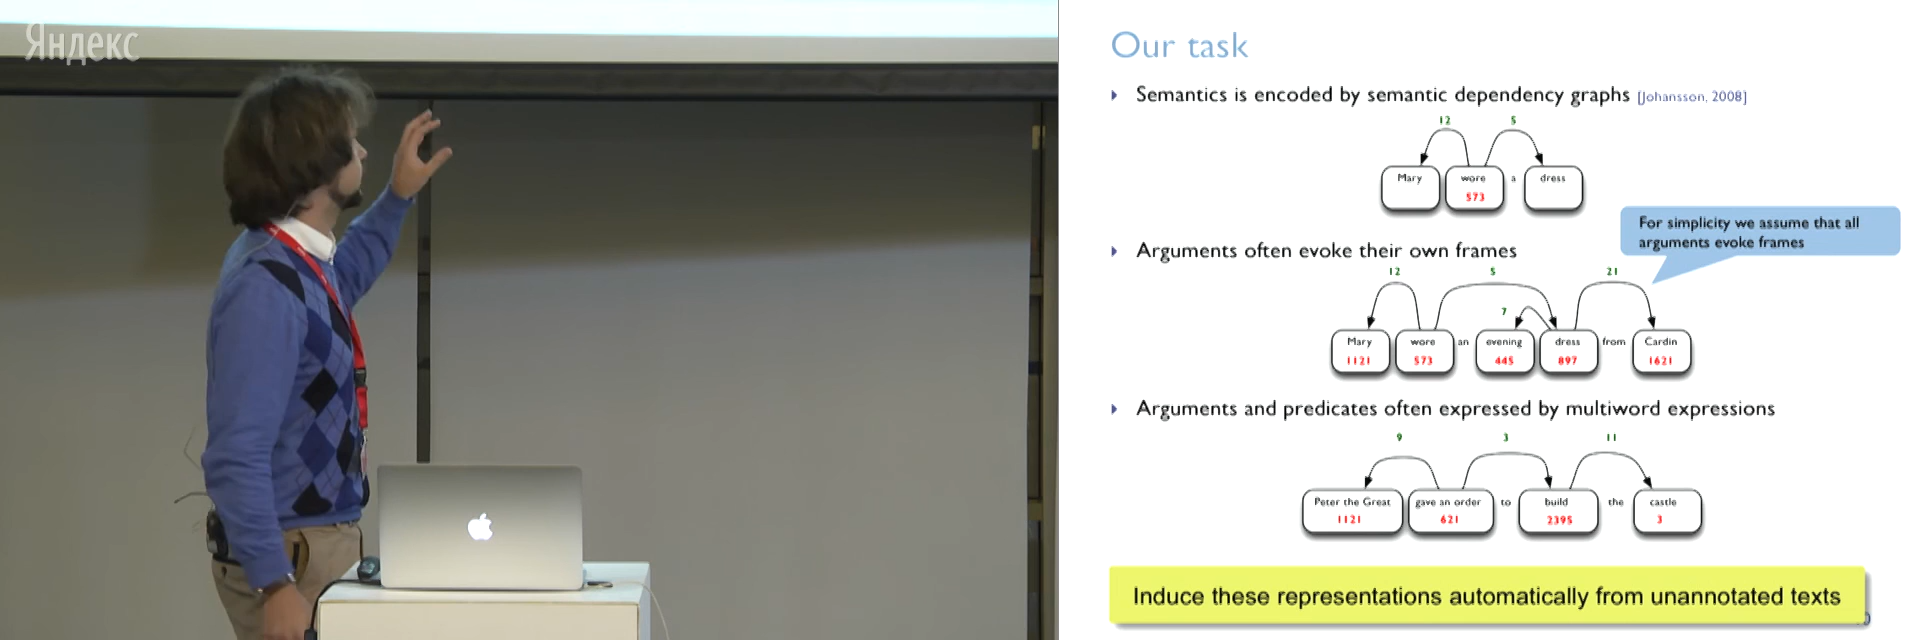 Яндекс
Our task
Semantics is encoded by semantic dependency graphs [Johansson, 2008]
12 5
Mary wore a dress
573
For simplicity we assume that all
arguments evoke frames
Arguments often evoke their own frames
12 5 21
7
Mary wore an evening dress from Cardin
1121 573 445 897 1621
Arguments and predicates often expressed by multiword expressions
9 3 11
Peter the Great gave an order to build the castle
1121 621 2395 3
Induce these representations automatically from unannotated texts